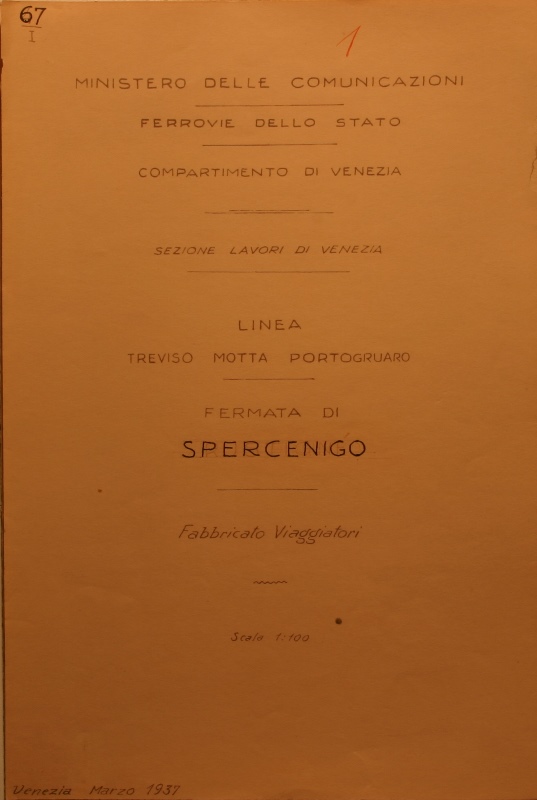 67
I
1
MINISTERO DELLE COMUNICAZIONI
FERROVIE DELLO STATO
COMPARTIMENTO DI VENEZIA
SEZIONE LAVORI DI VENEZIA
LINEA
TREVISO MOTTA PORTOGRUARO
FERMATA DI
SPERCENIGO
Fabbricato Viaggiatori
Scala 1:100
Venezia Marzo 1937